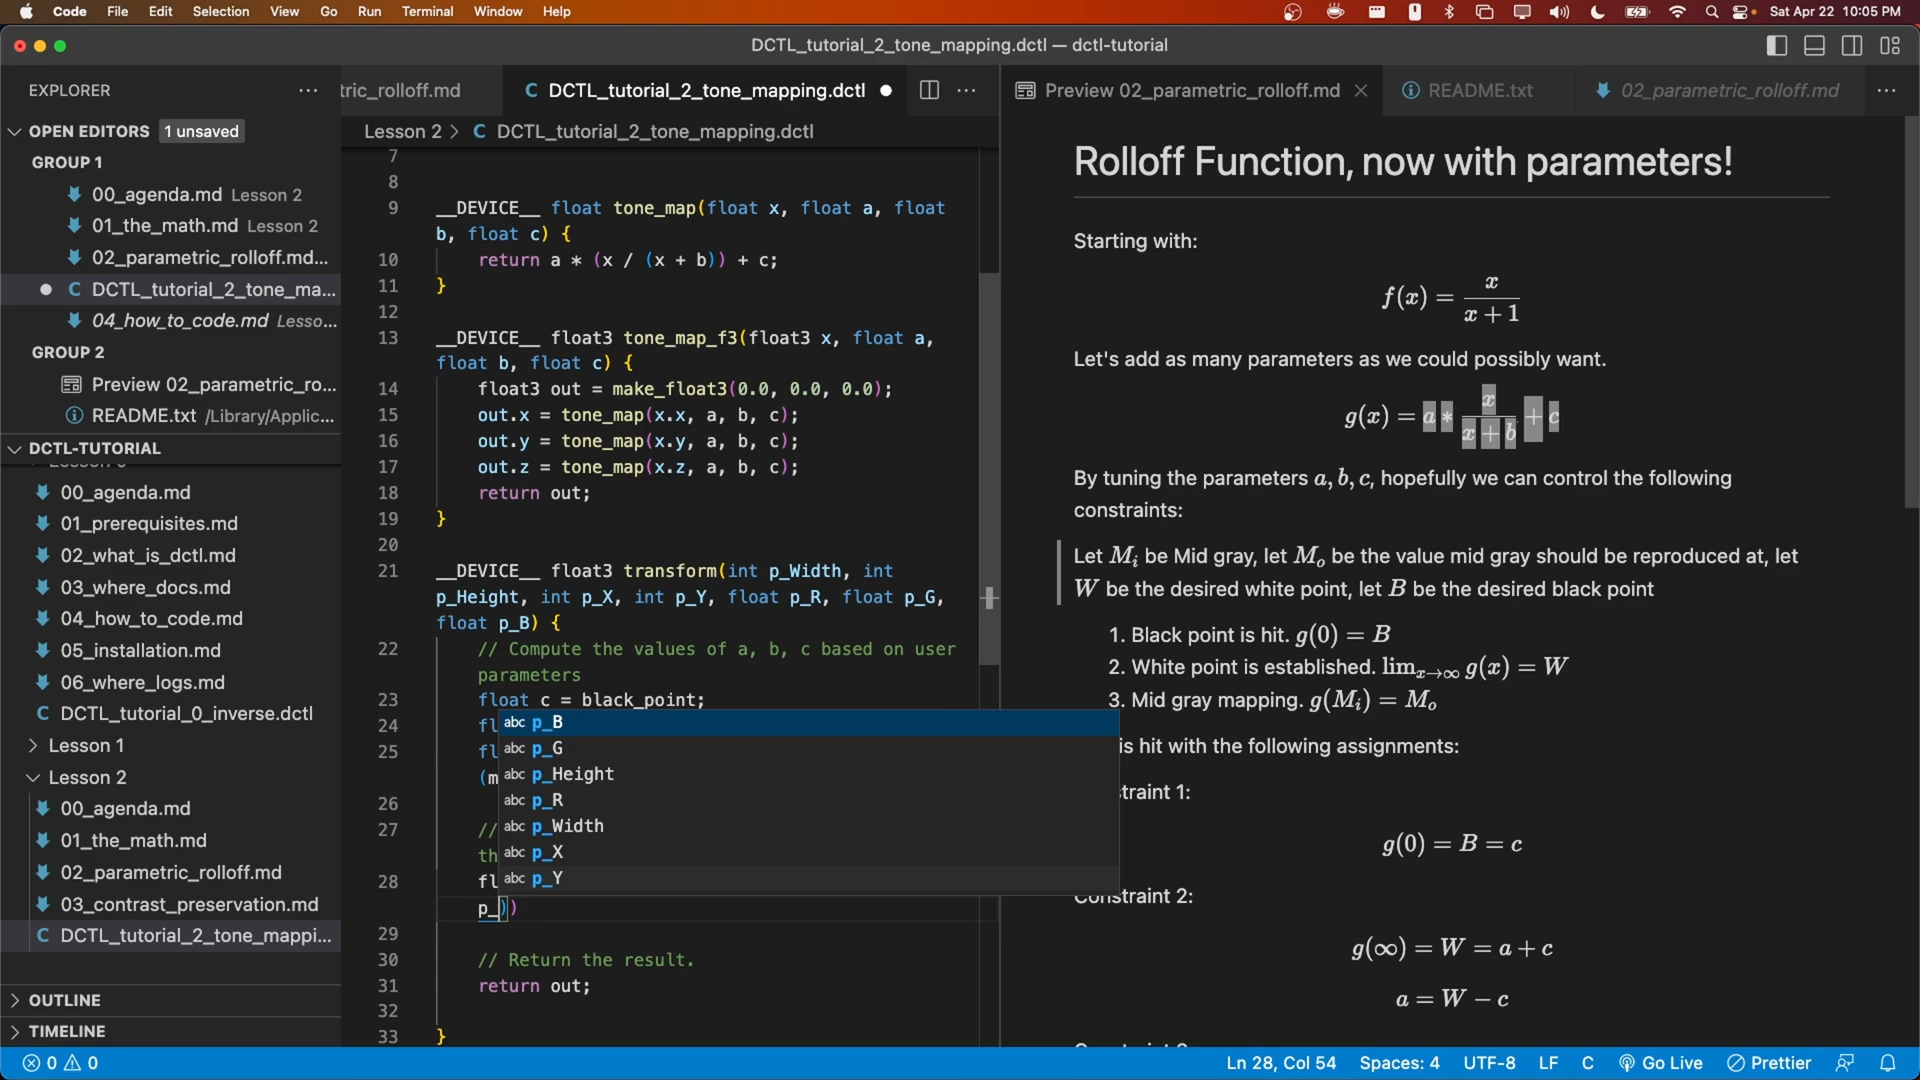 Code File Edit Selection View Go Run Terminal Window Help Sat Apr 22 10:05 PM
DCTL_tutorial_2_tone_mapping.dctl — dctl-tutorial
EXPLORER
OPEN EDITORS 1 unsaved
GROUP 1
00_agenda.md Lesson 2
01_the_math.md Lesson 2
02_parametric_rolloff.md...
DCTL_tutorial_2_tone_ma...
04_how_to_code.md Lesso...
GROUP 2
Preview 02_parametric_ro...
README.txt /Library/Applic...
DCTL-TUTORIAL
00_agenda.md
01_prerequisites.md
02_what_is_dctl.md
03_where_docs.md
04_how_to_code.md
05_installation.md
06_where_logs.md
C DCTL_tutorial_0_inverse.dctl
Lesson 1
Lesson 2
00_agenda.md
01_the_math.md
02_parametric_rolloff.md
03_contrast_preservation.md
C DCTL_tutorial_2_tone_mappi...
OUTLINE
TIMELINE
tric_rolloff.md C DCTL_tutorial_2_tone_mapping.dctl
Lesson 2 > C DCTL_tutorial_2_tone_mapping.dctl
7
8
9 __DEVICE__ float tone_map(float x, float a, float
b, float c) {
10 return a * (x / (x + b)) + c;
11 }
12
13 __DEVICE__ float3 tone_map_f3(float3 x, float a,
float b, float c) {
14 float3 out = make_float3(0.0, 0.0, 0.0);
15 out.x = tone_map(x.x, a, b, c);
16 out.y = tone_map(x.y, a, b, c);
17 out.z = tone_map(x.z, a, b, c);
18 return out;
19 }
20
21 __DEVICE__ float3 transform(int p_Width, int
p_Height, int p_X, int p_Y, float p_R, float p_G,
float p_B) {
22 // Compute the values of a, b, c based on user
parameters
23 float c = black_point;
24 fl
25 fl
(m
26
27 //
th
28 fl
p_))
29
30 // Return the result.
31 return out;
32
33 }
abc p_B
abc p_G
abc p_Height
abc p_R
abc p_Width
abc p_X
abc p_Y
Preview 02_parametric_rolloff.md README.txt 02_parametric_rolloff.md
Rolloff Function, now with parameters!
Starting with:
f(x) = x / x + 1
Let's add as many parameters as we could possibly want.
g(x) = a * x / x + b + c
By tuning the parameters a, b, c, hopefully we can control the following
constraints:
Let Mᵢ be Mid gray, let Mₒ be the value mid gray should be reproduced at, let
W be the desired white point, let B be the desired black point
1. Black point is hit. g(0) = B
2. White point is established. limₓ→∞ g(x) = W
3. Mid gray mapping. g(Mᵢ) = Mₒ
is hit with the following assignments:
traint 1:
g(0) = B = c
Constraint 2:
g(∞) = W = a + c
a = W − c
0 0 Ln 28, Col 54 Spaces: 4 UTF-8 LF C Go Live Prettier